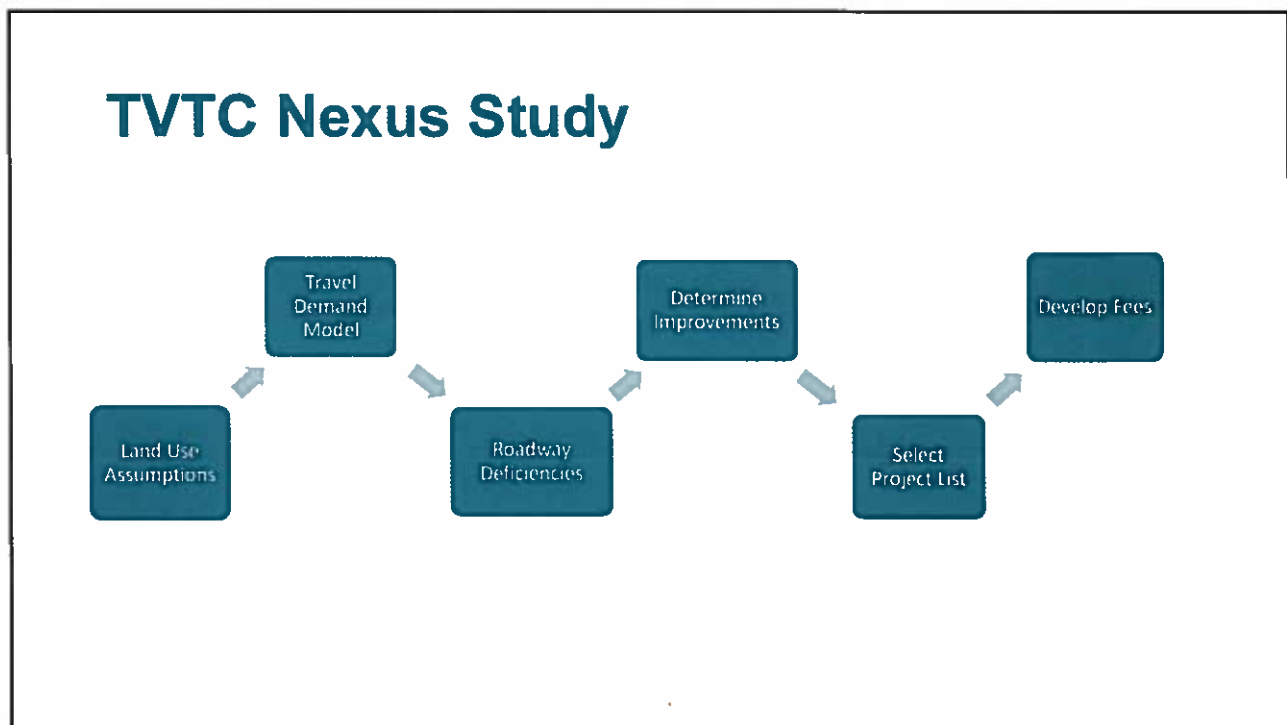 TVTC Nexus Study
Land Use
Assumptions
Travel
Demand
Model
Roadway
Deficiencies
Determine
Improvements
Select
Project List
Develop Fees